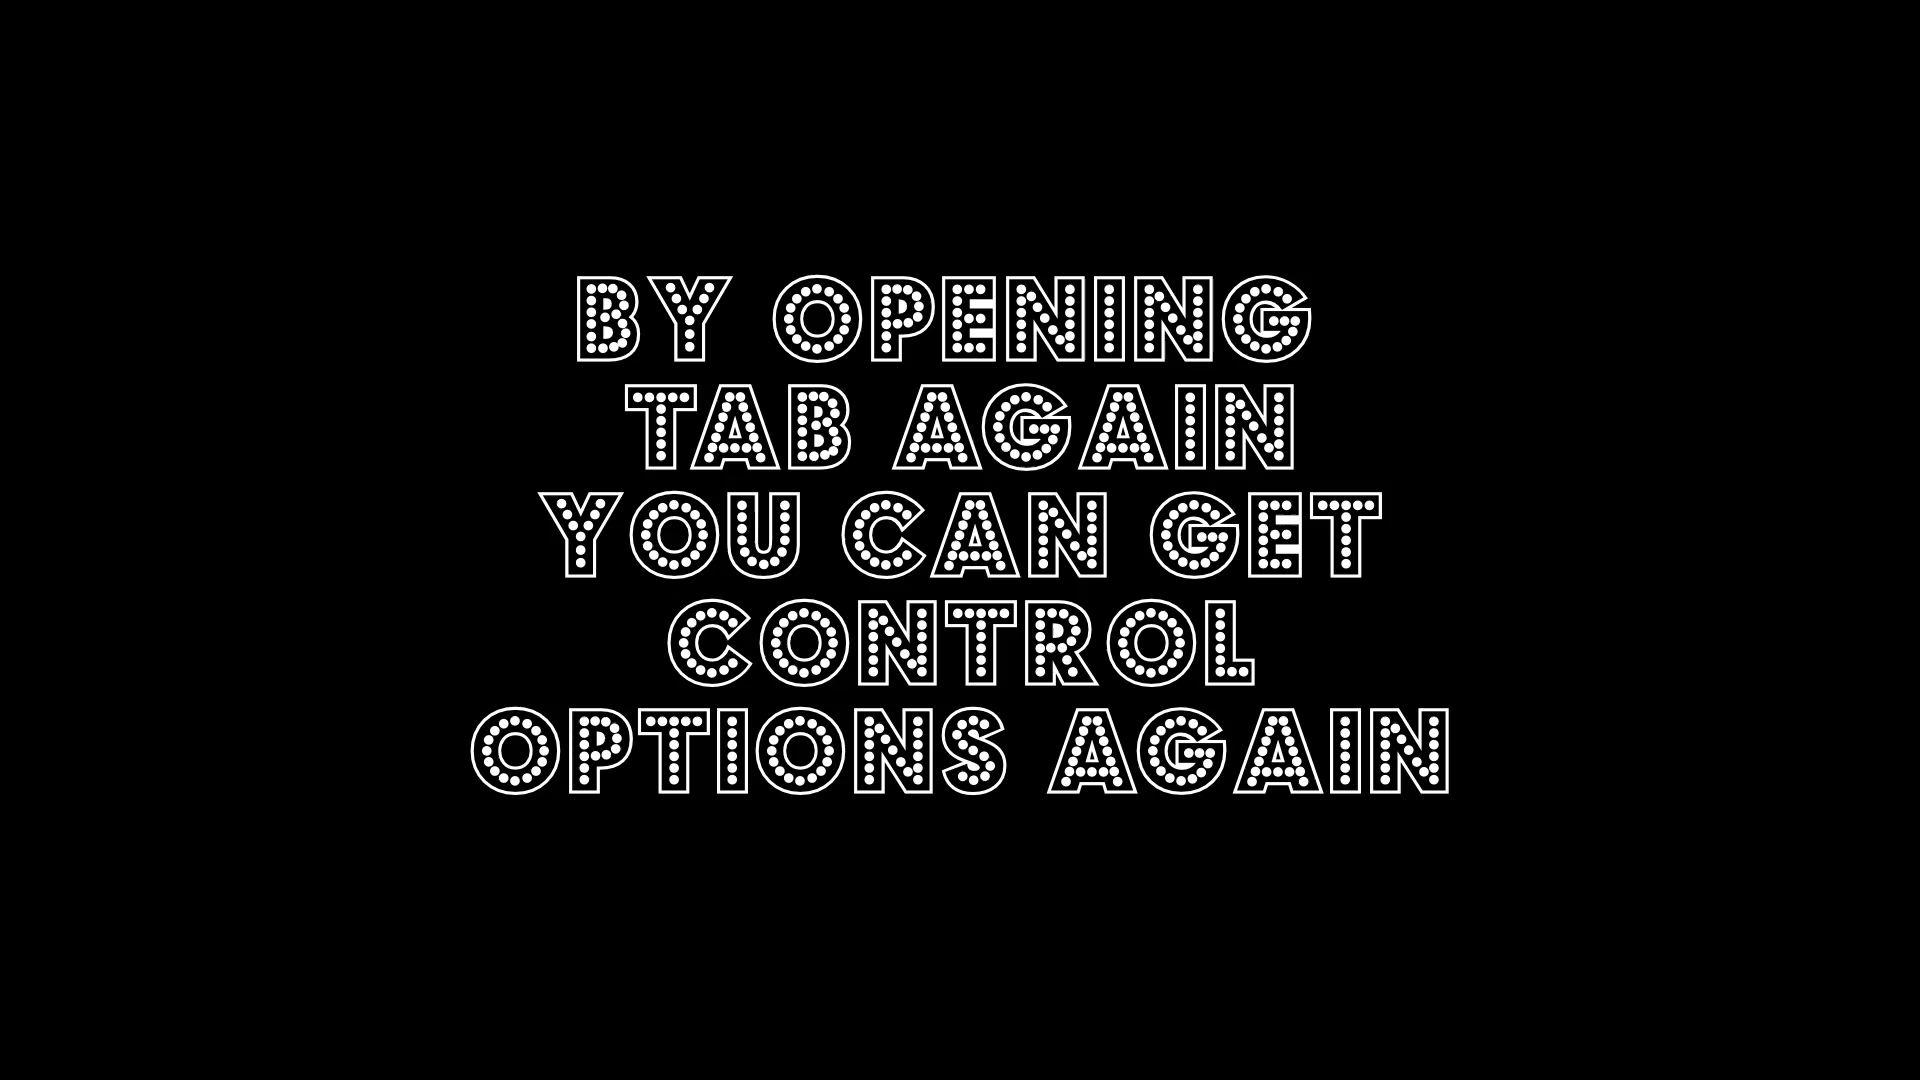 BY OPENING
TAB AGAIN
YOU CAN GET
CONTROL
OPTIONS AGAIN